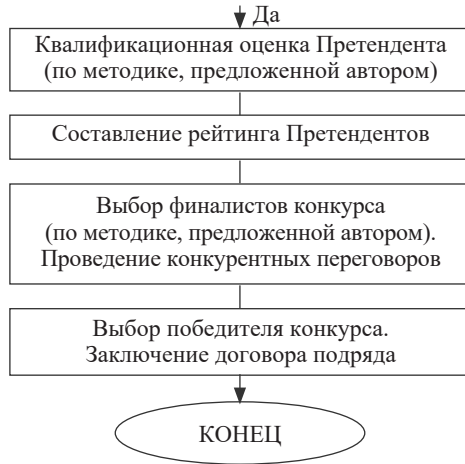 Да
Квалификационная оценка Претендента
(по методике, предложенной автором)
Составление рейтинга Претендентов
Выбор финалистов конкурса
(по методике, предложенной автором).
Проведение конкурентных переговоров
Выбор победителя конкурса.
Заключение договора подряда
КОНЕЦ